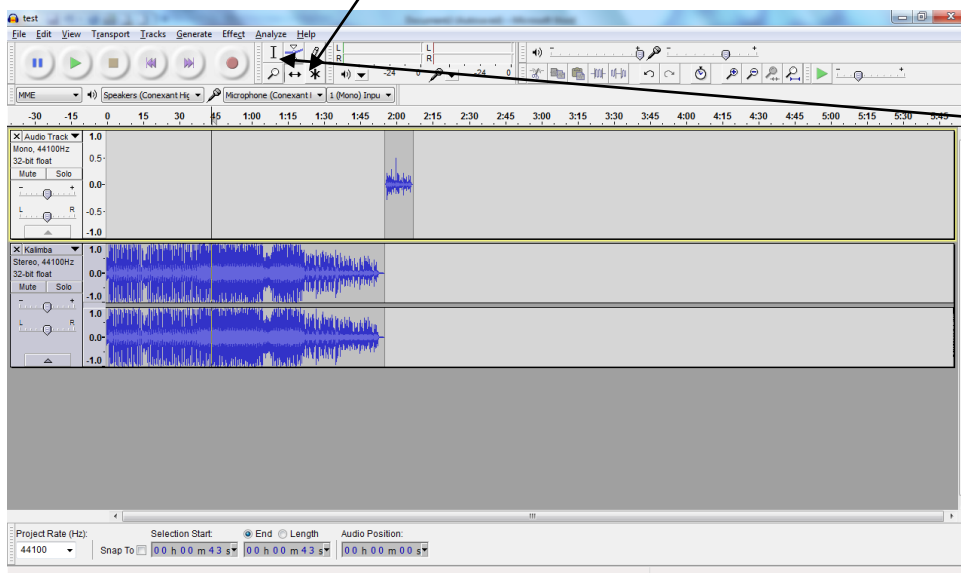 test
File Edit View Transport Tracks Generate Effect Analyze Help
L
R
L
R
-24 0 -24 0
MME Speakers (Conexant Hig Microphone (Conexant I 1 (Mono) Inpu
-30 -15 0 15 30 45 1:00 1:15 1:30 1:45 2:00 2:15 2:30 2:45 3:00 3:15 3:30 3:45 4:00 4:15 4:30 4:45 5:00 5:15 5:30 5:45
X Audio Track 1.0
Mono, 44100Hz
32-bit float 0.5
Mute Solo
- + 0.0
L R -0.5
-1.0
X Kalimba 1.0
Stereo, 44100Hz
32-bit float 0.0
Mute Solo
- + -1.0
1.0
L R 0.0
-1.0
Project Rate (Hz): Selection Start: End Length Audio Position:
44100 Snap To 00 h 00 m 43 s 00 h 00 m 43 s 00 h 00 m 00 s